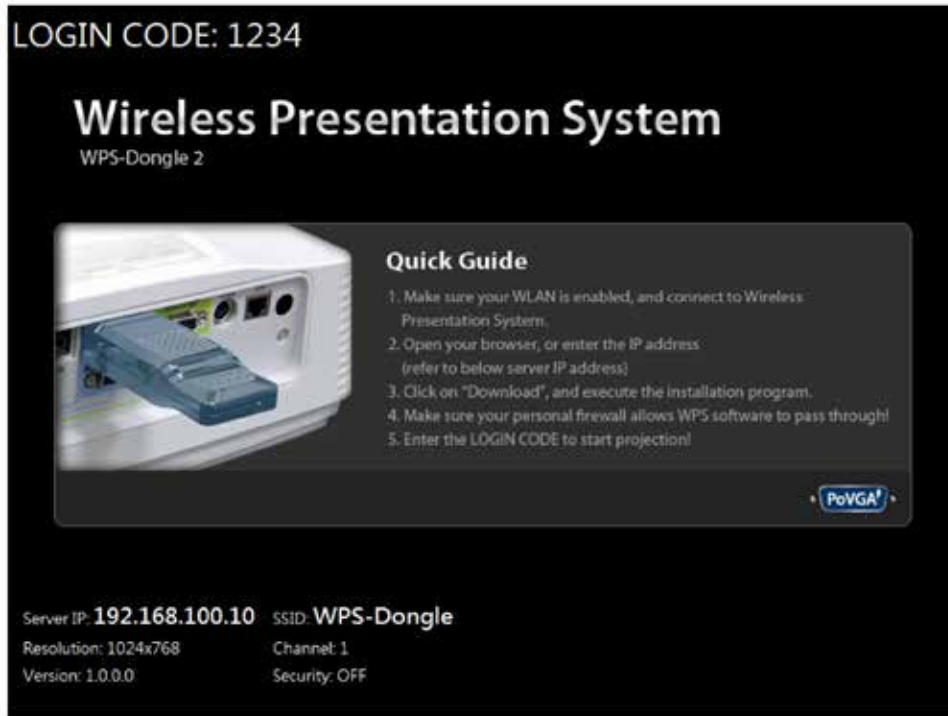 LOGIN CODE: 1234
Wireless Presentation System
WPS-Dongle 2
Quick Guide
1. Make sure your WLAN is enabled, and connect to Wireless
Presentation System.
2. Open your browser, or enter the IP address
(refer to below server IP address)
3. Click on "Download", and execute the installation program.
4. Make sure your personal firewall allows WPS software to pass through!
5. Enter the LOGIN CODE to start projection!
PoVGA!
Server IP: 192.168.100.10 SSID: WPS-Dongle
Resolution: 1024x768 Channel: 1
Version: 1.0.0.0 Security: OFF